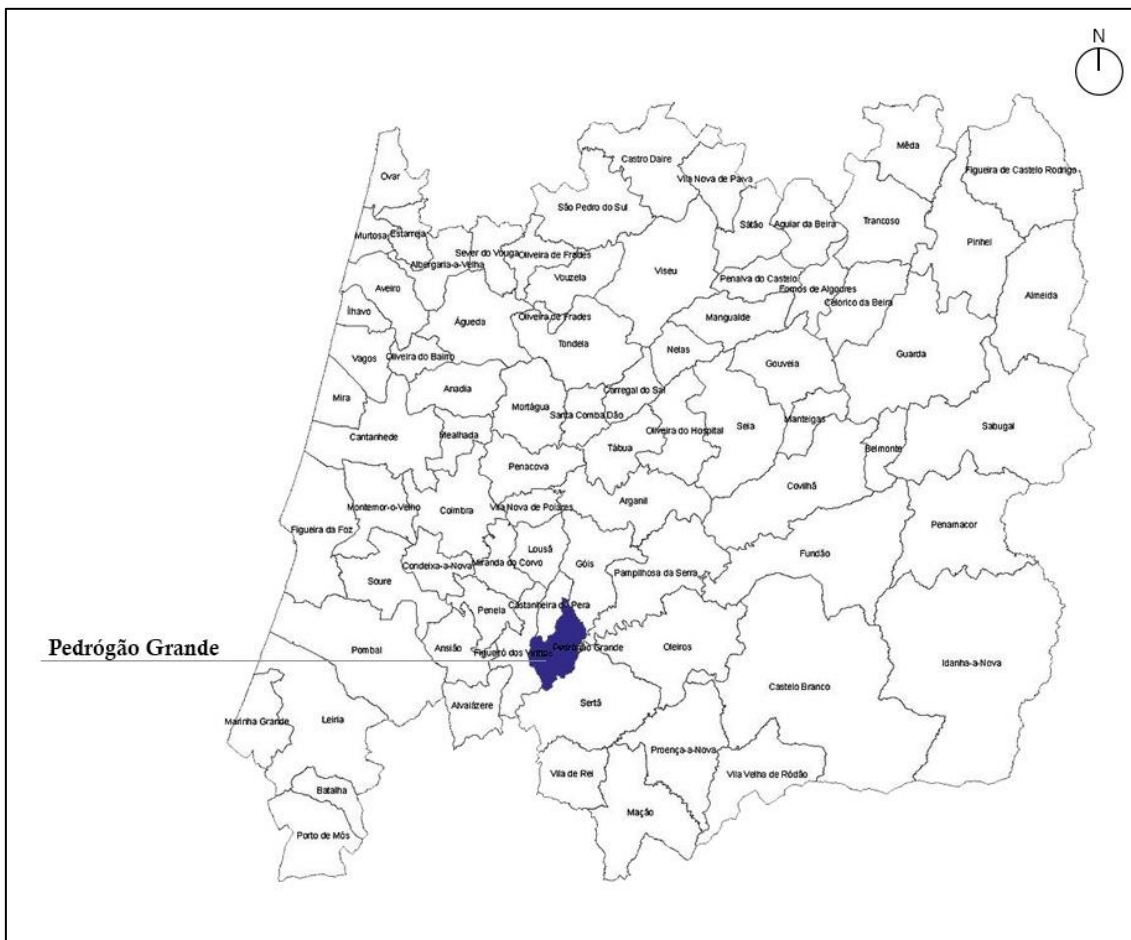 N
Mêda
Castro Daire
Figueira de Castelo Rodrigo
Ovar
Vila Nova de Paiva
São Pedro do Sul
Trancoso
Sátão
Aguiar da Beira
Murtosa
Estarreja
Pinhel
Sever do Vouga
Oliveira de Frades
Albergaria-a-Velha
Viseu
Vouzela
Penalva do Castelo
Aveiro
Fornos de Algodres
Almeida
Celorico da Beira
Ílhavo
Oliveira de Frades
Mangualde
Águeda
Tondela
Nelas
Guarda
Vagos
Oliveira do Bairro
Gouveia
Anadia
Carregal do Sal
Mira
Mortágua
Santa Comba Dão
Manteigas
Sabugal
Cantanhede
Mealhada
Oliveira do Hospital
Seia
Tábua
Belmonte
Penacova
Covilhã
Arganil
Montemor-o-Velho
Vila Nova de Poiares
Coimbra
Penamacor
Figueira da Foz
Lousã
Fundão
Miranda do Corvo
Góis
Condeixa-a-Nova
Pampilhosa da Serra
Soure
Castanheira de Pera
Penela
Pedrógão Grande
Pombal
Ansião
Figueiró dos Vinhos
Pedrógão Grande
Oleiros
Idanha-a-Nova
Castelo Branco
Alvaiázere
Sertã
Marinha Grande
Leiria
Proença-a-Nova
Vila de Rei
Vila Velha de Ródão
Batalha
Mação
Porto de Mós